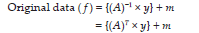 Original data (f) = {(A)⁻¹ × y} + m
= {(A)ᵀ × y} + m